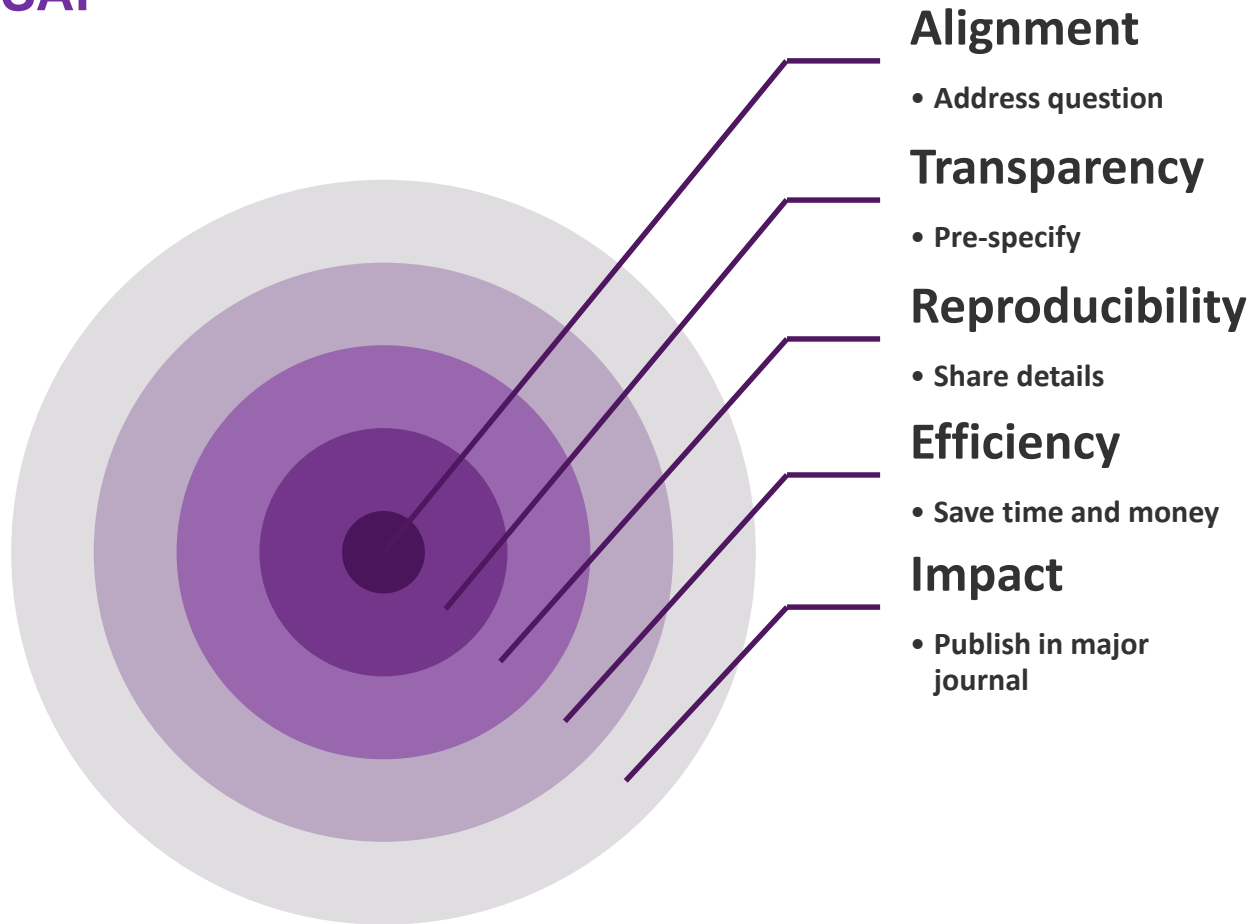 Alignment
• Address question
Transparency
• Pre-specify
Reproducibility
• Share details
Efficiency
• Save time and money
Impact
• Publish in major
journal